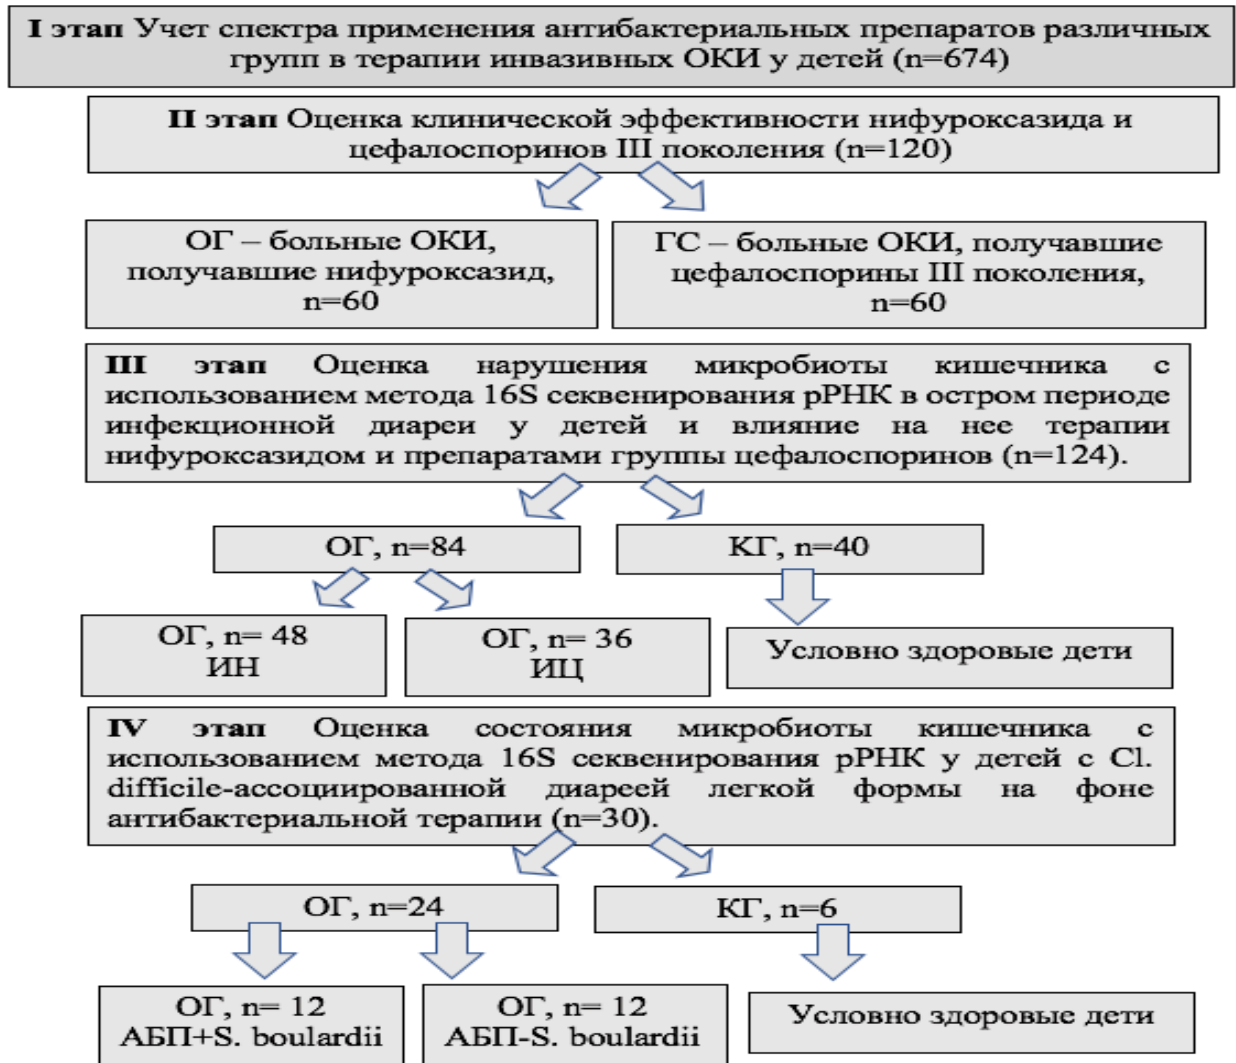 I этап Учет спектра применения антибактериальных препаратов различных
групп в терапии инвазивных ОКИ у детей (n=674)
II этап Оценка клинической эффективности нифуроксазида и
цефалоспоринов III поколения (n=120)
ОГ – больные ОКИ,
получавшие нифуроксазид,
n=60
ГС – больные ОКИ, получавшие
цефалоспорины III поколения,
n=60
III этап Оценка нарушения микробиоты кишечника с
использованием метода 16S секвенирования рРНК в остром периоде
инфекционной диареи у детей и влияние на нее терапии
нифуроксазидом и препаратами группы цефалоспоринов (n=124).
ОГ, n=84
КГ, n=40
ОГ, n= 48
ИН
ОГ, n= 36
ИЦ
Условно здоровые дети
IV этап Оценка состояния микробиоты кишечника с
использованием метода 16S секвенирования рРНК у детей с Cl.
difficile-ассоциированной диареей легкой формы на фоне
антибактериальной терапии (n=30).
ОГ, n=24
КГ, n=6
ОГ, n= 12
АБП+S. boulardii
ОГ, n= 12
АБП-S. boulardii
Условно здоровые дети